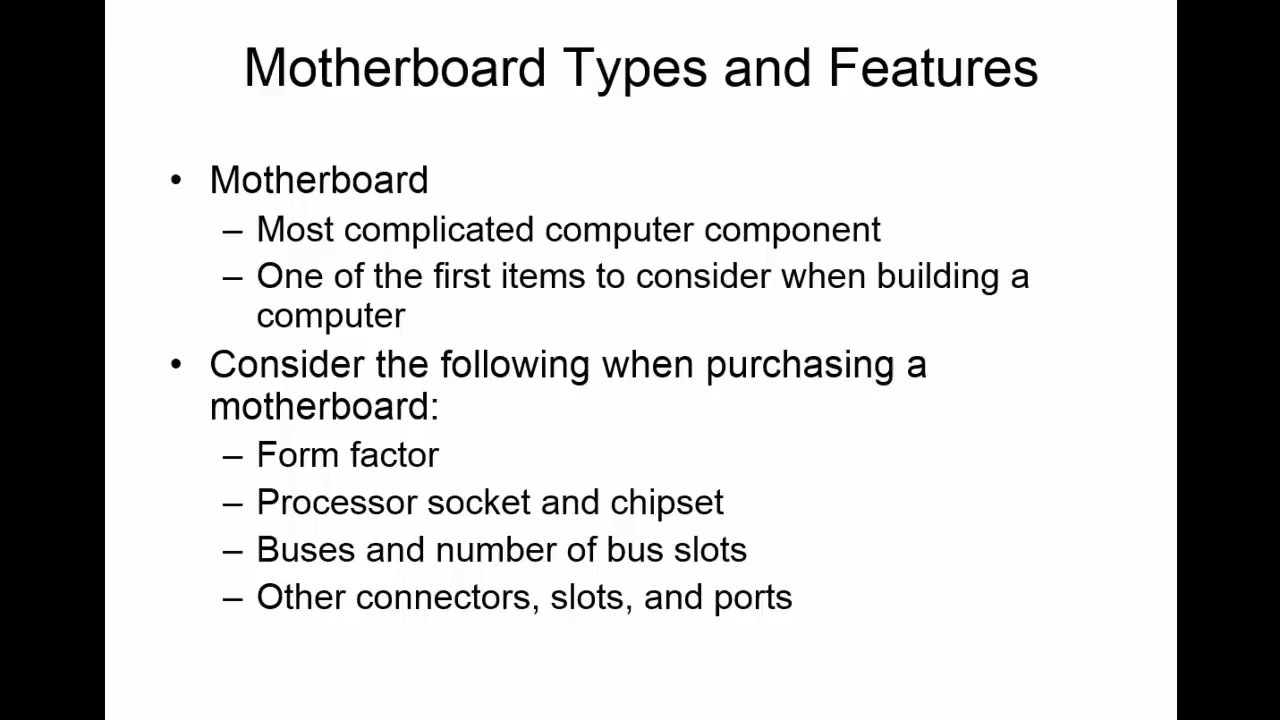 Motherboard Types and Features
• Motherboard
– Most complicated computer component
– One of the first items to consider when building a
computer
• Consider the following when purchasing a
motherboard:
– Form factor
– Processor socket and chipset
– Buses and number of bus slots
– Other connectors, slots, and ports